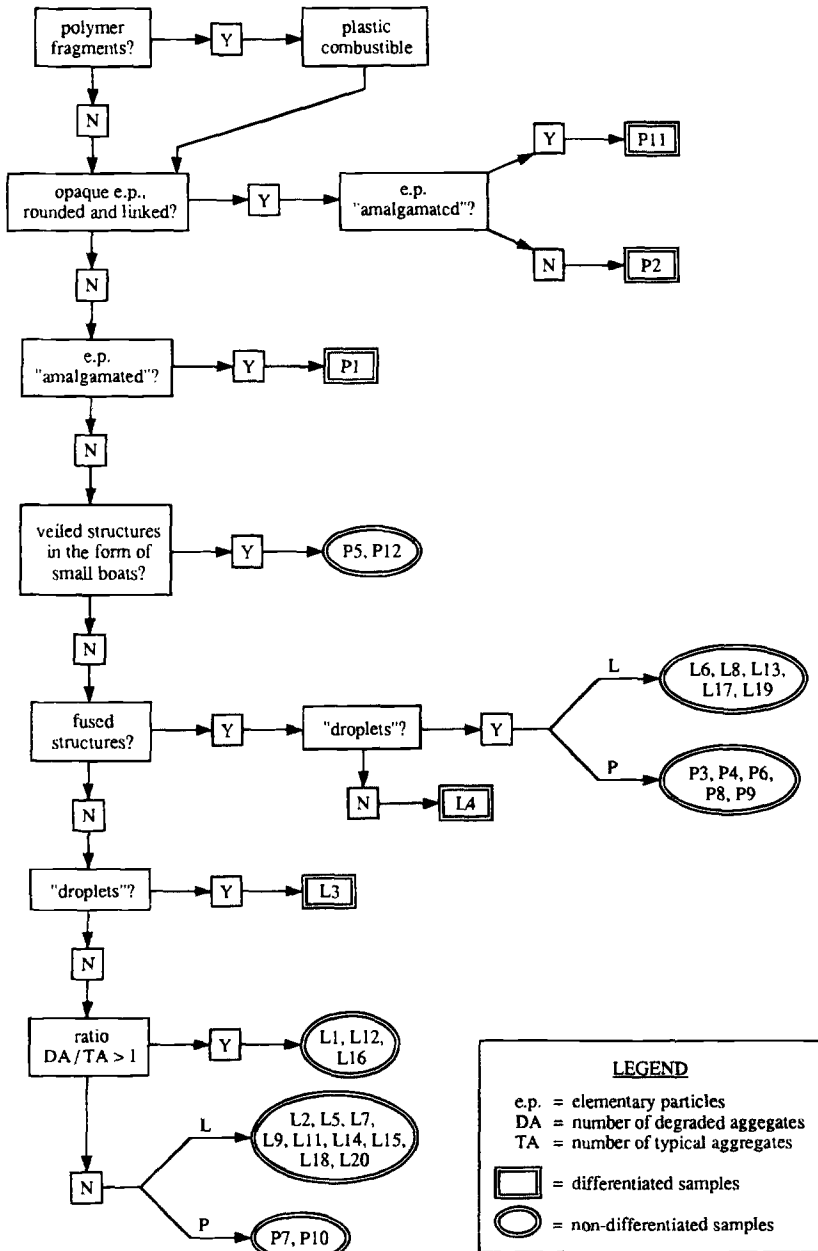 polymer
fragments?
Y
plastic
combustible
N
Y
P11
opaque e.p.,
rounded and linked?
Y
e.p.
"amalgamated"?
N
P2
N
e.p.
"amalgamated"?
Y
P1
N
veiled structures
in the form of
small boats?
Y
P5, P12
N
L
L6, L8, L13,
L17, L19
fused
structures?
Y
"droplets"?
Y
P
P3, P4, P6,
P8, P9
N
L4
N
"droplets"?
Y
L3
N
ratio
DA/TA > 1
Y
L1, L12,
L16
L
L2, L5, L7,
L9, L11, L14, L15,
L18, L20
N
P
P7, P10
LEGEND
e.p. = elementary particles
DA = number of degraded aggegates
TA = number of typical aggregates
= differentiated samples
= non-differentiated samples